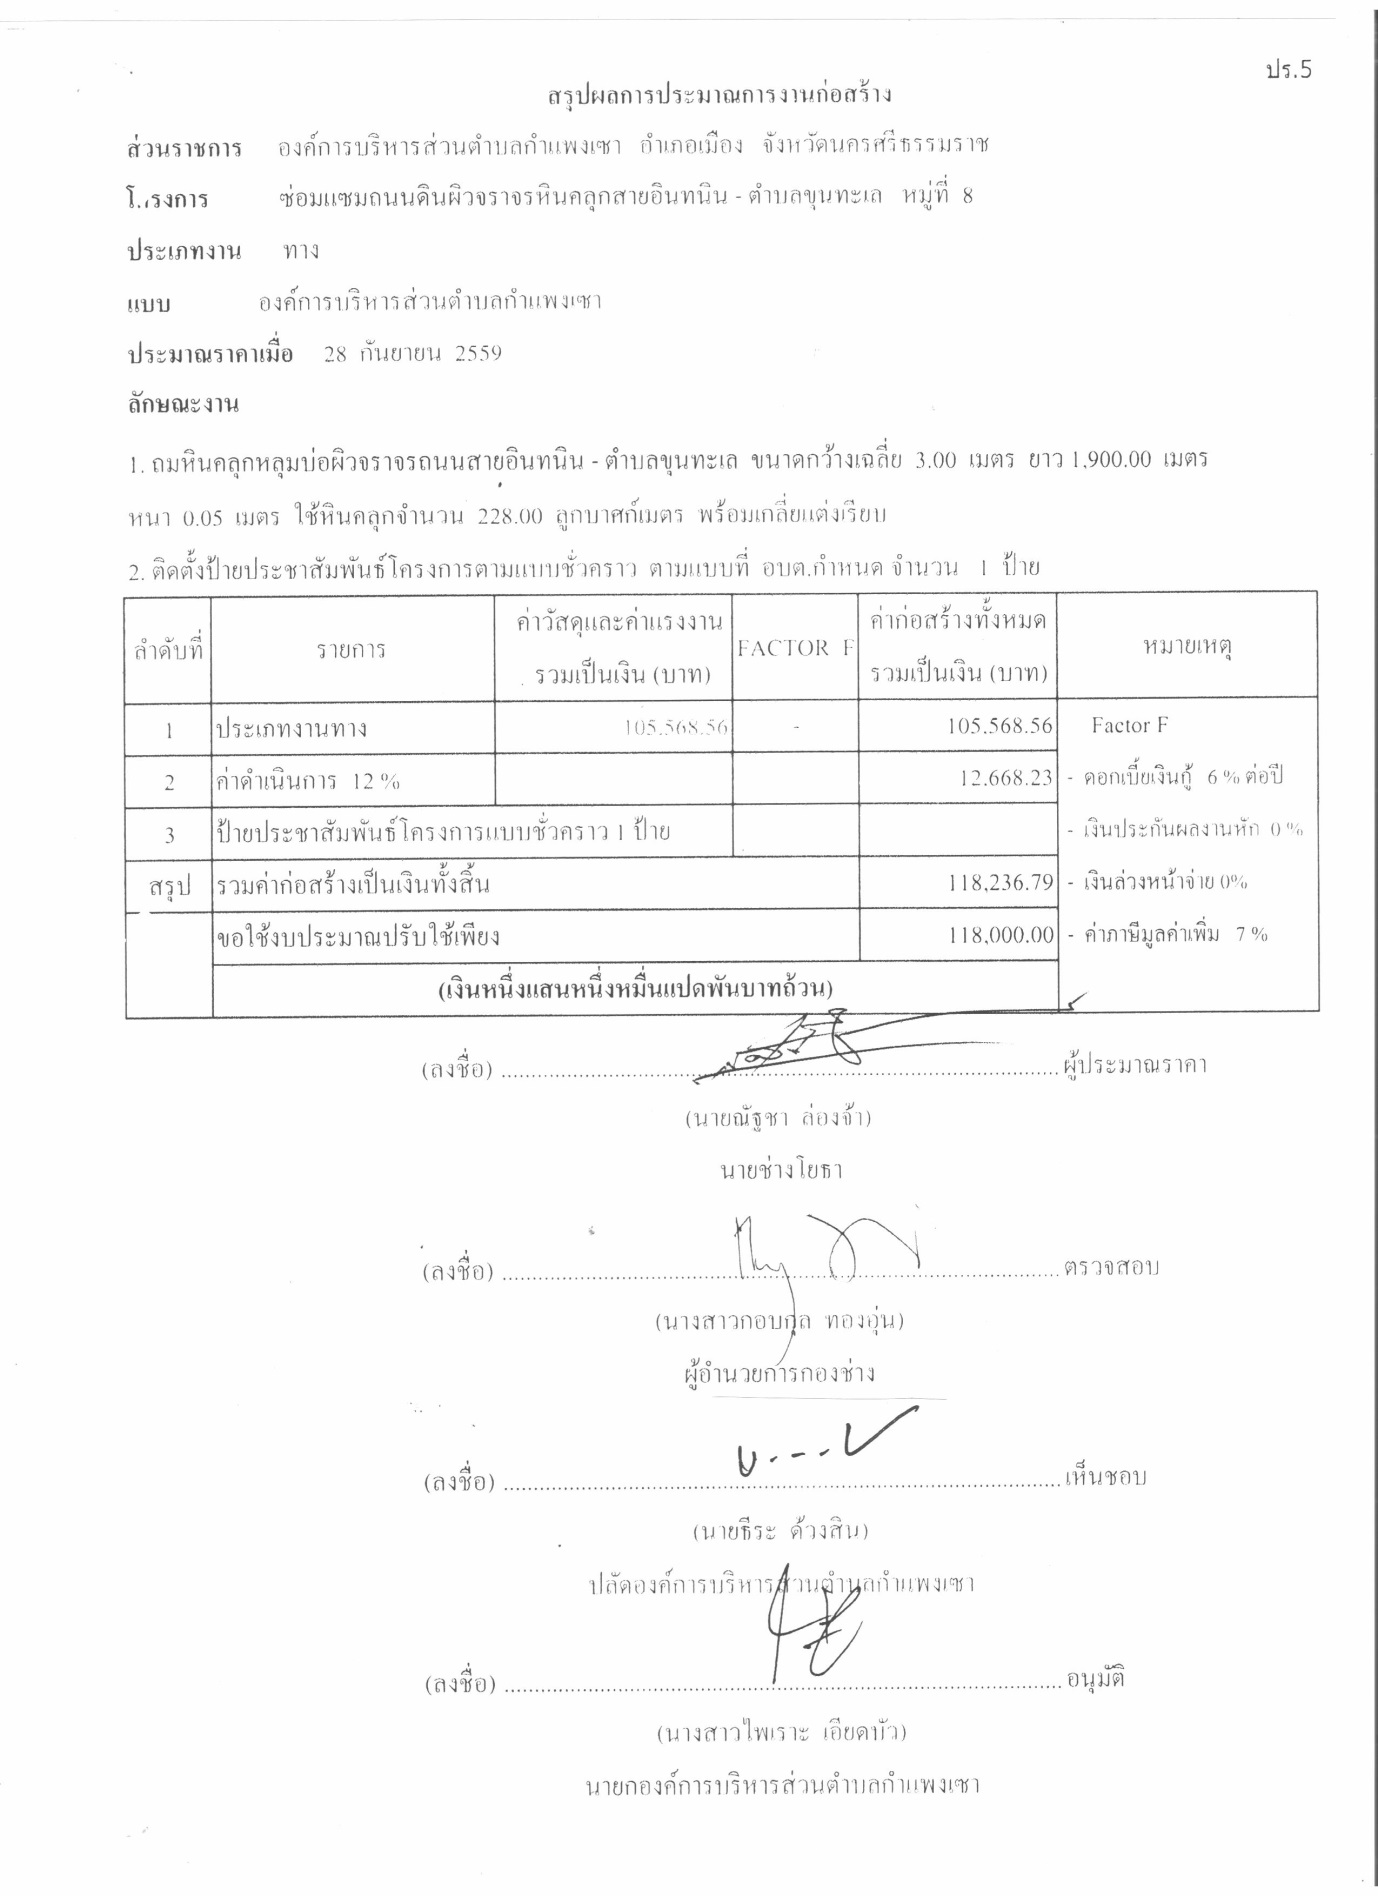 ปร.5
สรุปผลการประมาณการงานก่อสร้าง
ส่วนราชการ องค์การบริหารส่วนตำบลกำแพงเซา อำเภอเมือง จังหวัดนครศรีธรรมราช
โครงการ ซ่อมแซมถนนดินผิวจราจรหินคลุกสายอินทนิน - ตำบลขุนทะเล หมู่ที่ 8
ประเภทงาน ทาง
แบบ องค์การบริหารส่วนตำบลกำแพงเซา
ประมาณราคาเมื่อ 28 กันยายน 2559
ลักษณะงาน
1. ถมหินคลุกหลุมบ่อผิวจราจรถนนสายอินทนิน - ตำบลขุนทะเล ขนาดกว้างเฉลี่ย 3.00 เมตร ยาว 1,900.00 เมตร
หนา 0.05 เมตร ใช้หินคลุกจำนวน 228.00 ลูกบาศก์เมตร พร้อมเกลี่ยแต่งเรียบ
2. ติดตั้งป้ายประชาสัมพันธ์โครงการตามแบบชั่วคราว ตามแบบที่ อบต.กำหนด จำนวน 1 ป้าย
ลำดับที่ รายการ ค่าวัสดุและค่าแรงงาน รวมเป็นเงิน (บาท) FACTOR F ค่าก่อสร้างทั้งหมด รวมเป็นเงิน (บาท) หมายเหตุ
1 ประเภทงานทาง 105,568.56 - 105,568.56 Factor F
2 ค่าดำเนินการ 12 % 12,668.23 - ดอกเบี้ยเงินกู้ 6 % ต่อปี
3 ป้ายประชาสัมพันธ์โครงการแบบชั่วคราว 1 ป้าย - เงินประกันผลงานหัก 0 %
สรุป รวมค่าก่อสร้างเป็นเงินทั้งสิ้น 118,236.79 - เงินล่วงหน้าจ่าย 0%
ขอใช้งบประมาณปรับใช้เพียง 118,000.00 - ค่าภาษีมูลค่าเพิ่ม 7 %
(เงินหนึ่งแสนหนึ่งหมื่นแปดพันบาทถ้วน)
(ลงชื่อ) ........................................ ผู้ประมาณราคา
(นายณัฐชา ล่องจ้า)
นายช่างโยธา
(ลงชื่อ) ........................................ ตรวจสอบ
(นางสาวกอบกุล ทองอุ่น)
ผู้อำนวยการกองช่าง
(ลงชื่อ) ........................................ เห็นชอบ
(นายธีระ ด้วงสิน)
ปลัดองค์การบริหารส่วนตำบลกำแพงเซา
(ลงชื่อ) ........................................ อนุมัติ
(นางสาวไพเราะ เอียดบัว)
นายกองค์การบริหารส่วนตำบลกำแพงเซา